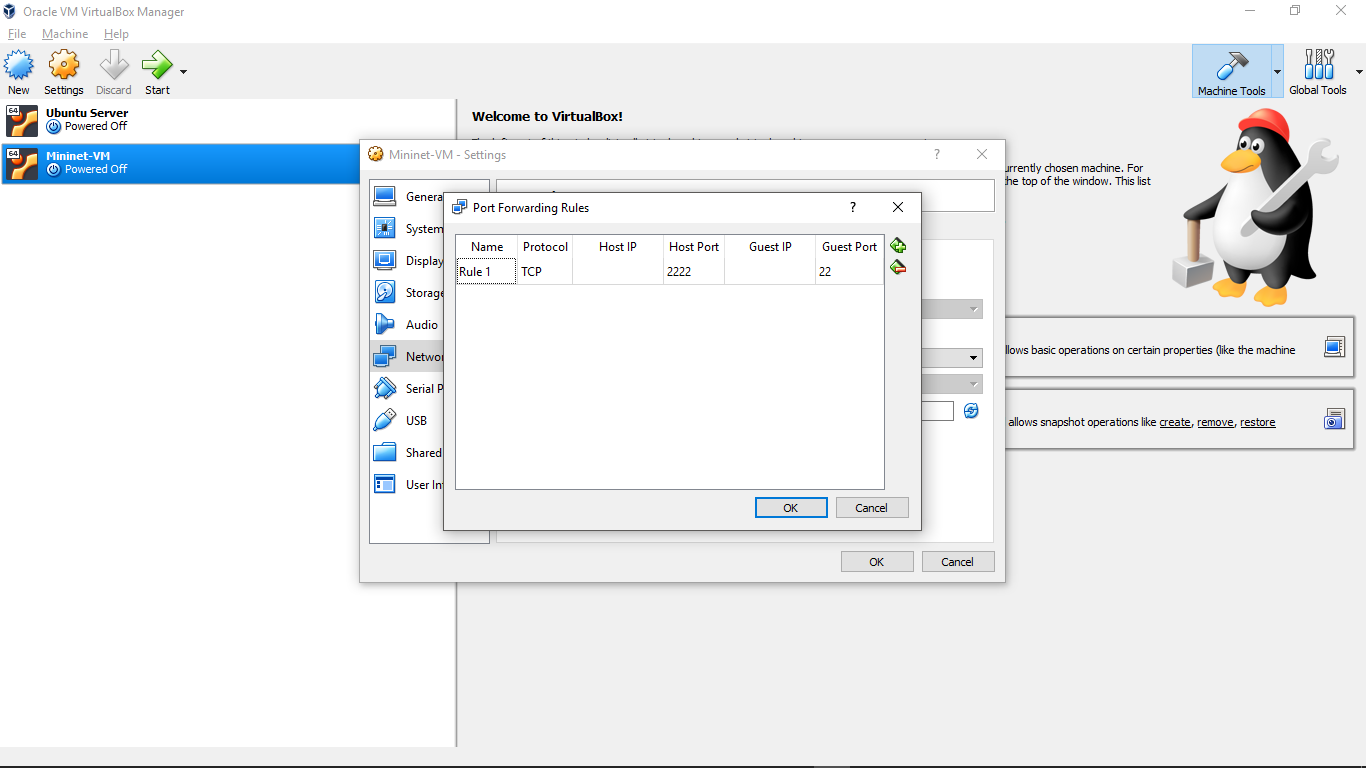 Oracle VM VirtualBox Manager
File Machine Help
New Settings Discard Start
Machine Tools Global Tools
64 Ubuntu Server
Powered Off
64 Mininet-VM
Powered Off
Welcome to VirtualBox!
urrently chosen machine. For
the top of the window. This list
llows basic operations on certain properties (like the machine
allows snapshot operations like create, remove, restore
Mininet-VM - Settings ?
Genera
System
Display
Storage
Audio
Networ
Serial P
USB
Shared
User Int
OK Cancel
Port Forwarding Rules ?
Name Protocol Host IP Host Port Guest IP Guest Port
Rule 1 TCP 2222 22
OK Cancel